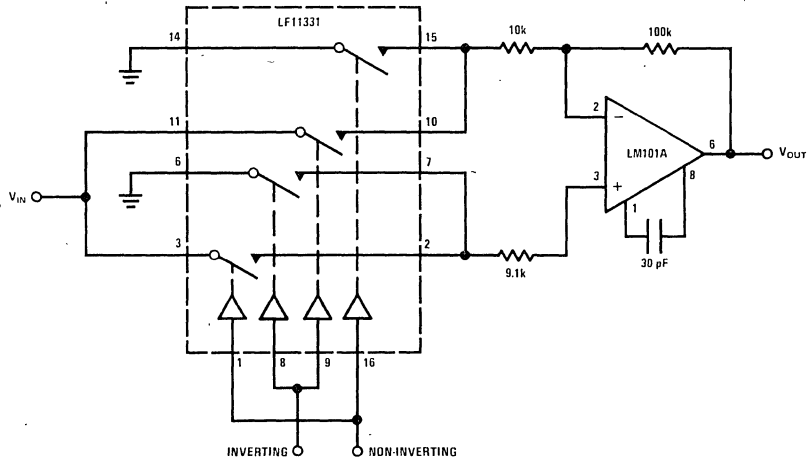 LF11331
14
15
10k
100k
11
10
2
−
LM101A
6
VOUT
6
7
3
+
1
8
VIN
3
2
9.1k
30 pF
1
8
9
16
INVERTING
NON-INVERTING